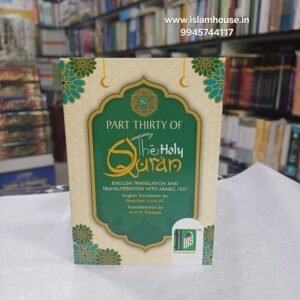 www.islamhouse.in
9945744117
PART THIRTY OF
The Holy
Quran
ENGLISH TRANSLATION AND
TRANSLITERATION WITH ARABIC TEXT
English Translation by
Abdullah Yusuf Ali
Transliteration by
M.A.H. Eliasii